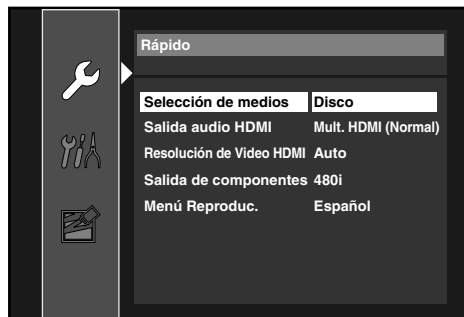 Rápido
Selección de medios Disco
Salida audio HDMI Mult. HDMI (Normal)
Resolución de Video HDMI Auto
Salida de componentes 480i
Menú Reproduc. Español